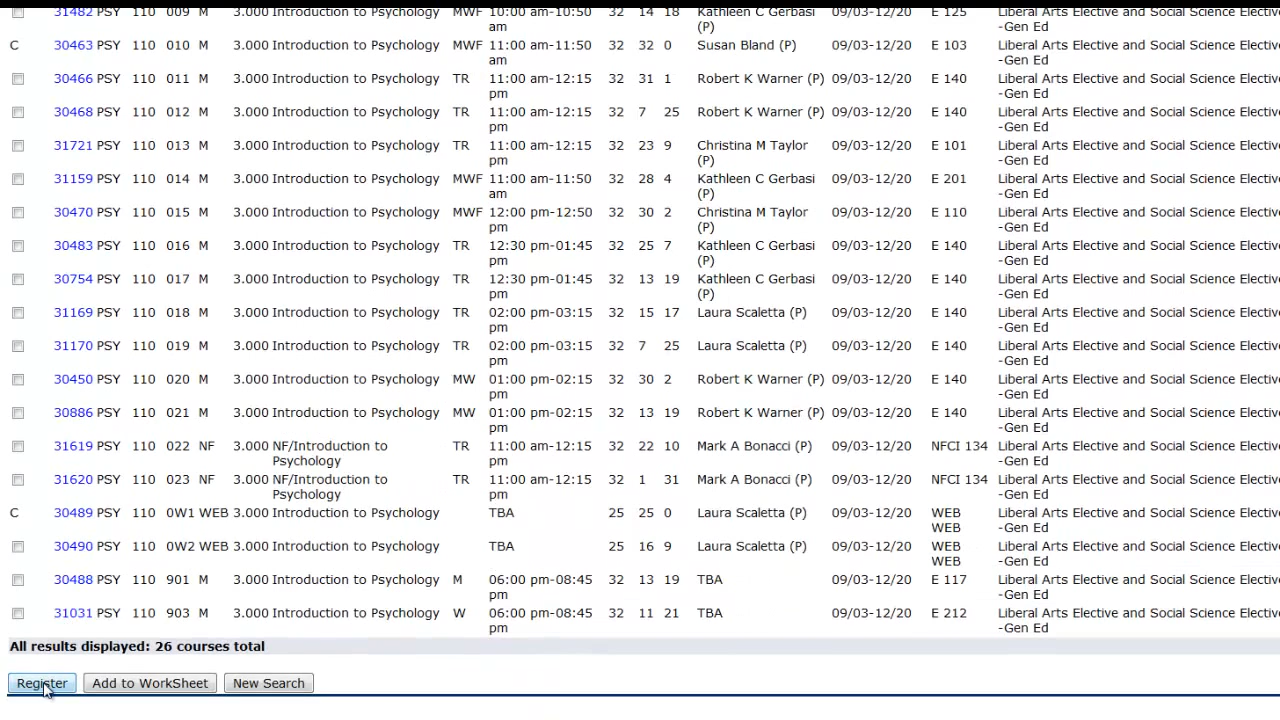 31482 PSY 110 009 M 3.000 Introduction to Psychology MWF 10:00 am-10:50 am 32 14 18 Kathleen C Gerbasi (P) 09/03-12/20 E 125 Liberal Arts Elective and Social Science Elective -Gen Ed
C 30463 PSY 110 010 M 3.000 Introduction to Psychology MWF 11:00 am-11:50 am 32 32 0 Susan Bland (P) 09/03-12/20 E 103 Liberal Arts Elective and Social Science Elective -Gen Ed
30466 PSY 110 011 M 3.000 Introduction to Psychology TR 11:00 am-12:15 pm 32 31 1 Robert K Warner (P) 09/03-12/20 E 140 Liberal Arts Elective and Social Science Elective -Gen Ed
30468 PSY 110 012 M 3.000 Introduction to Psychology TR 11:00 am-12:15 pm 32 7 25 Robert K Warner (P) 09/03-12/20 E 140 Liberal Arts Elective and Social Science Elective -Gen Ed
31721 PSY 110 013 M 3.000 Introduction to Psychology TR 11:00 am-12:15 pm 32 23 9 Christina M Taylor (P) 09/03-12/20 E 101 Liberal Arts Elective and Social Science Elective -Gen Ed
31159 PSY 110 014 M 3.000 Introduction to Psychology MWF 11:00 am-11:50 am 32 28 4 Kathleen C Gerbasi (P) 09/03-12/20 E 201 Liberal Arts Elective and Social Science Elective -Gen Ed
30470 PSY 110 015 M 3.000 Introduction to Psychology MWF 12:00 pm-12:50 pm 32 30 2 Christina M Taylor (P) 09/03-12/20 E 110 Liberal Arts Elective and Social Science Elective -Gen Ed
30483 PSY 110 016 M 3.000 Introduction to Psychology TR 12:30 pm-01:45 pm 32 25 7 Kathleen C Gerbasi (P) 09/03-12/20 E 140 Liberal Arts Elective and Social Science Elective -Gen Ed
30754 PSY 110 017 M 3.000 Introduction to Psychology TR 12:30 pm-01:45 pm 32 13 19 Kathleen C Gerbasi (P) 09/03-12/20 E 140 Liberal Arts Elective and Social Science Elective -Gen Ed
31169 PSY 110 018 M 3.000 Introduction to Psychology TR 02:00 pm-03:15 pm 32 15 17 Laura Scaletta (P) 09/03-12/20 E 140 Liberal Arts Elective and Social Science Elective -Gen Ed
31170 PSY 110 019 M 3.000 Introduction to Psychology TR 02:00 pm-03:15 pm 32 7 25 Laura Scaletta (P) 09/03-12/20 E 140 Liberal Arts Elective and Social Science Elective -Gen Ed
30450 PSY 110 020 M 3.000 Introduction to Psychology MW 01:00 pm-02:15 pm 32 30 2 Robert K Warner (P) 09/03-12/20 E 140 Liberal Arts Elective and Social Science Elective -Gen Ed
30886 PSY 110 021 M 3.000 Introduction to Psychology MW 01:00 pm-02:15 pm 32 13 19 Robert K Warner (P) 09/03-12/20 E 140 Liberal Arts Elective and Social Science Elective -Gen Ed
31619 PSY 110 022 NF 3.000 NF/Introduction to Psychology TR 11:00 am-12:15 pm 32 22 10 Mark A Bonacci (P) 09/03-12/20 NFCI 134 Liberal Arts Elective and Social Science Elective -Gen Ed
31620 PSY 110 023 NF 3.000 NF/Introduction to Psychology TR 11:00 am-12:15 pm 32 1 31 Mark A Bonacci (P) 09/03-12/20 NFCI 134 Liberal Arts Elective and Social Science Elective -Gen Ed
C 30489 PSY 110 0W1 WEB 3.000 Introduction to Psychology TBA 25 25 0 Laura Scaletta (P) 09/03-12/20 WEB WEB Liberal Arts Elective and Social Science Elective -Gen Ed
30490 PSY 110 0W2 WEB 3.000 Introduction to Psychology TBA 25 16 9 Laura Scaletta (P) 09/03-12/20 WEB WEB Liberal Arts Elective and Social Science Elective -Gen Ed
30488 PSY 110 901 M 3.000 Introduction to Psychology M 06:00 pm-08:45 pm 32 13 19 TBA 09/03-12/20 E 117 Liberal Arts Elective and Social Science Elective -Gen Ed
31031 PSY 110 903 M 3.000 Introduction to Psychology W 06:00 pm-08:45 pm 32 11 21 TBA 09/03-12/20 E 212 Liberal Arts Elective and Social Science Elective -Gen Ed
All results displayed: 26 courses total
Register Add to WorkSheet New Search